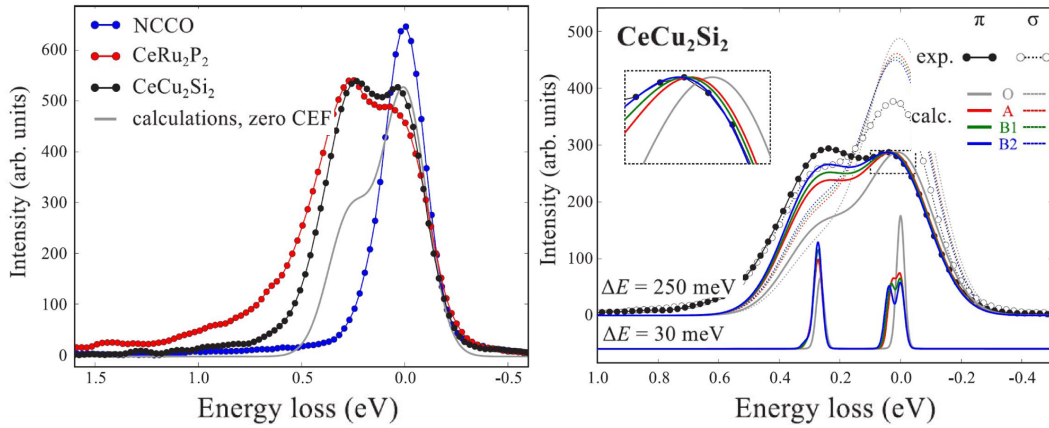 NCCO
CeRu₂P₂
CeCu₂Si₂
calculations, zero CEF
Intensity (arb. units)
600
500
400
300
200
100
0
1.5
1.0
0.5
0.0
-0.5
Energy loss (eV)
CeCu₂Si₂
π σ
exp.
calc.
O
A
B1
B2
ΔE = 250 meV
ΔE = 30 meV
Intensity (arb. units)
500
400
300
200
300
0
1.0
0.8
0.6
0.4
0.2
0.0
-0.2
-0.4
Energy loss (eV)